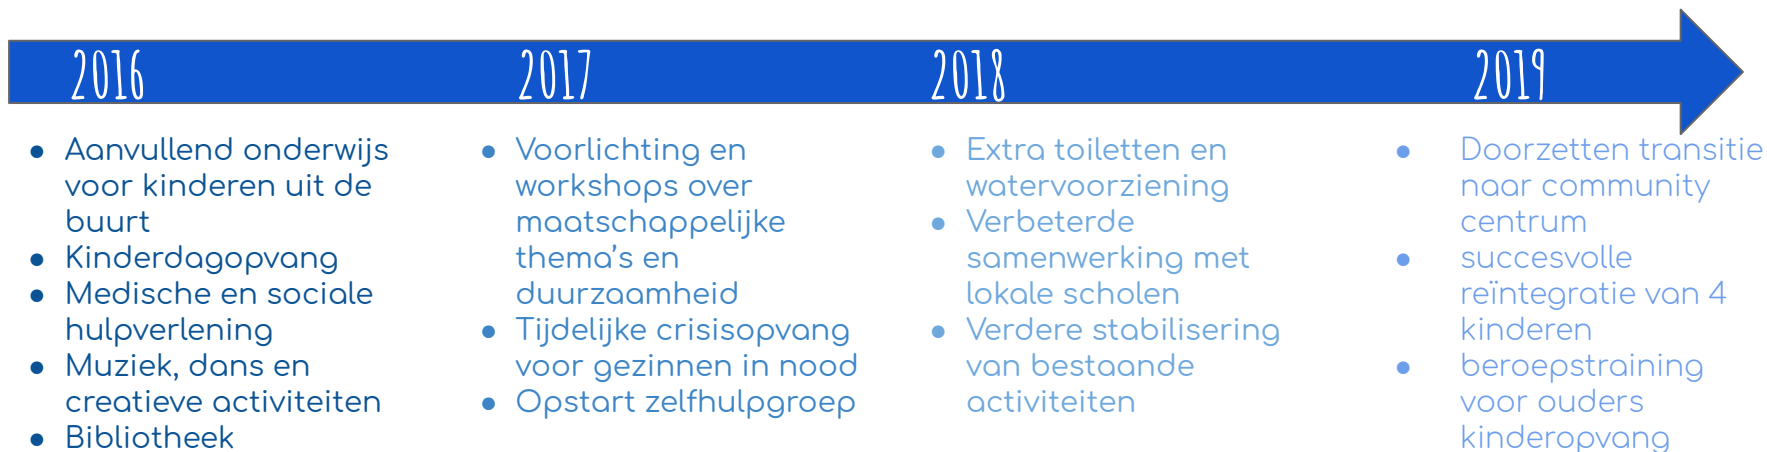 2016 2017 2018 2019
● Aanvullend onderwijs
voor kinderen uit de
buurt
● Kinderdagopvang
● Medische en sociale
hulpverlening
● Muziek, dans en
creatieve activiteiten
● Bibliotheek
● Voorlichting en
workshops over
maatschappelijke
thema's en
duurzaamheid
● Tijdelijke crisisopvang
voor gezinnen in nood
● Opstart zelfhulpgroep
● Extra toiletten en
watervoorziening
● Verbeterde
samenwerking met
lokale scholen
● Verdere stabilisering
van bestaande
activiteiten
● Doorzetten transitie
naar community
centrum
● succesvolle
reïntegratie van 4
kinderen
● beroepstraining
voor ouders
kinderopvang